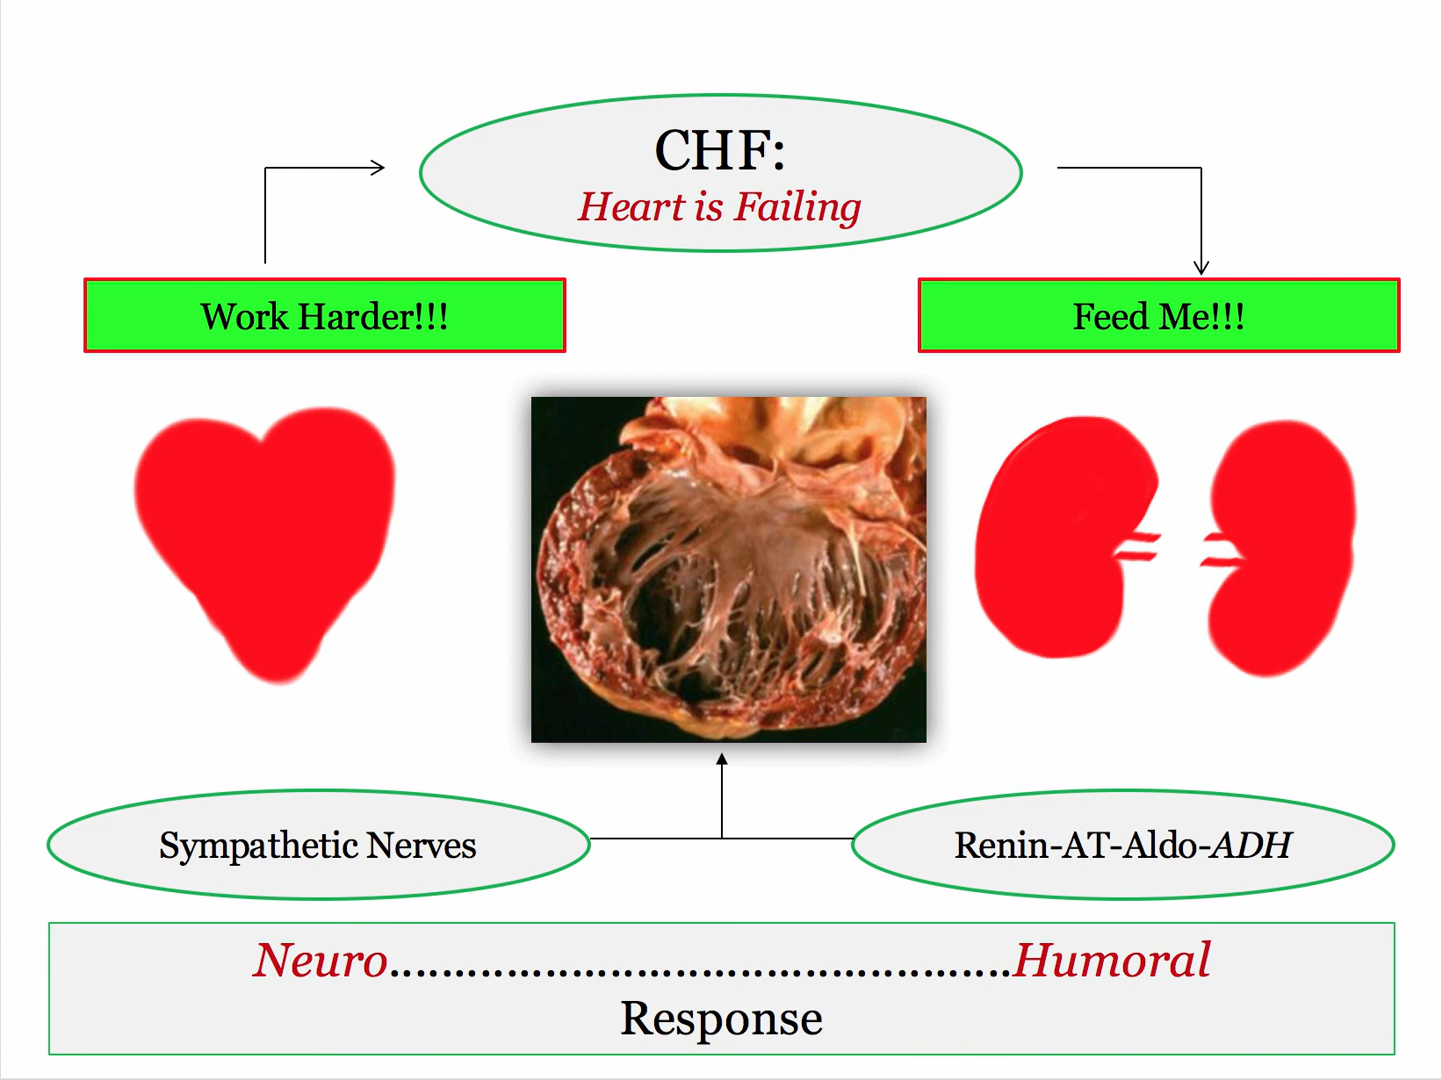 CHF:
Heart is Failing
Work Harder!!!
Feed Me!!!
Sympathetic Nerves
Renin-AT-Aldo-ADH
Neuro................................................Humoral
Response